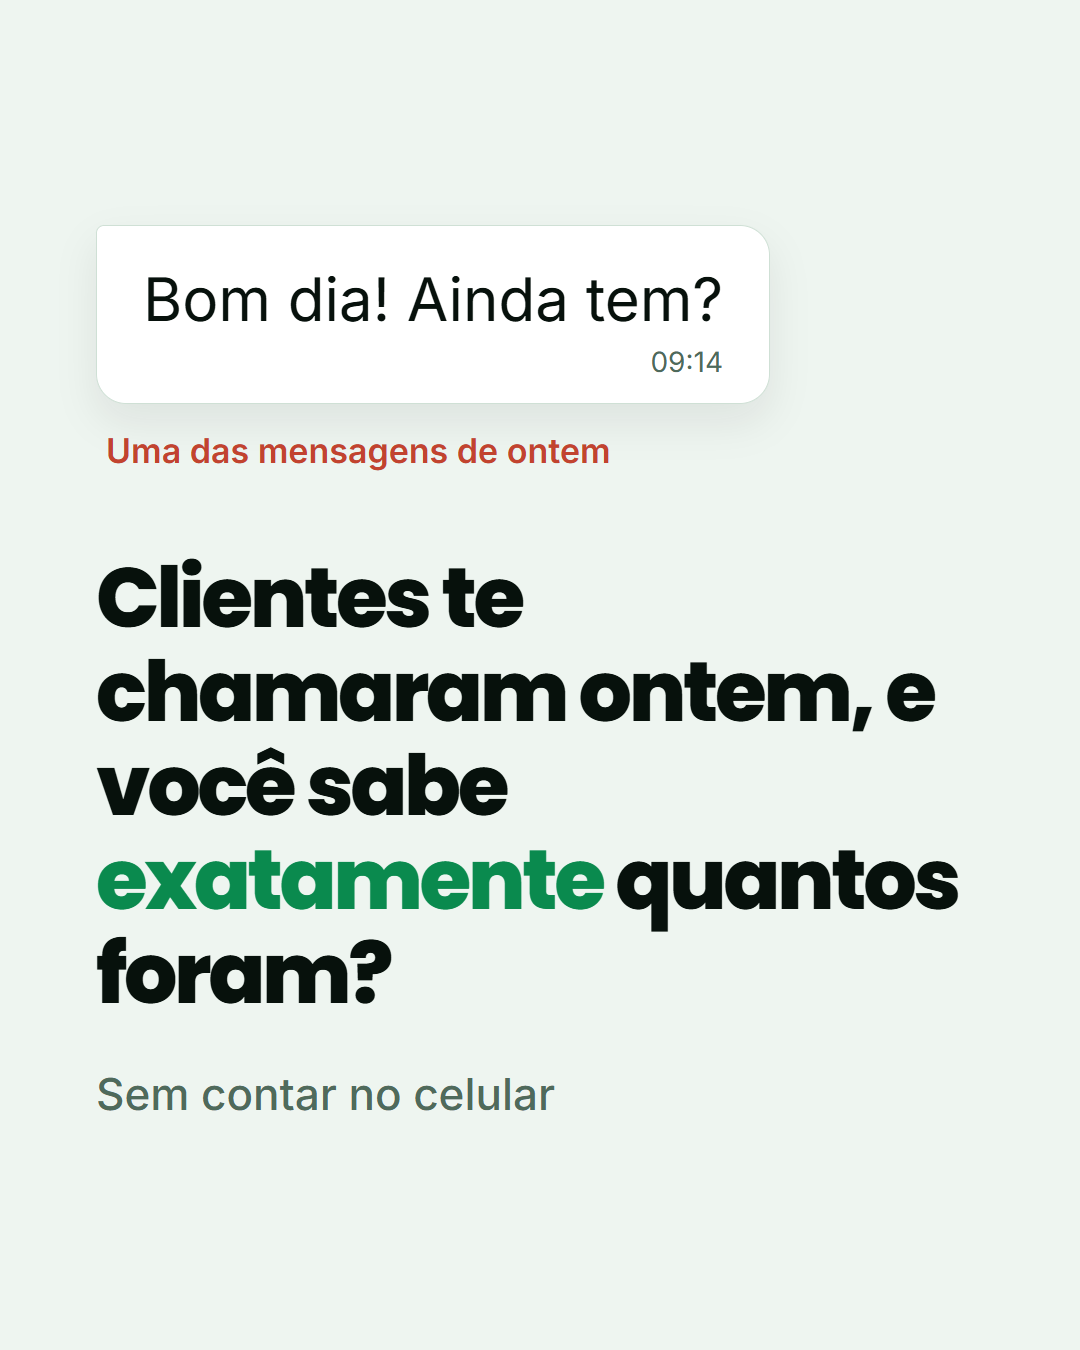 Bom dia! Ainda tem?
09:14
Uma das mensagens de ontem
Clientes te
chamaram ontem, e
você sabe
exatamente quantos
foram?
Sem contar no celular